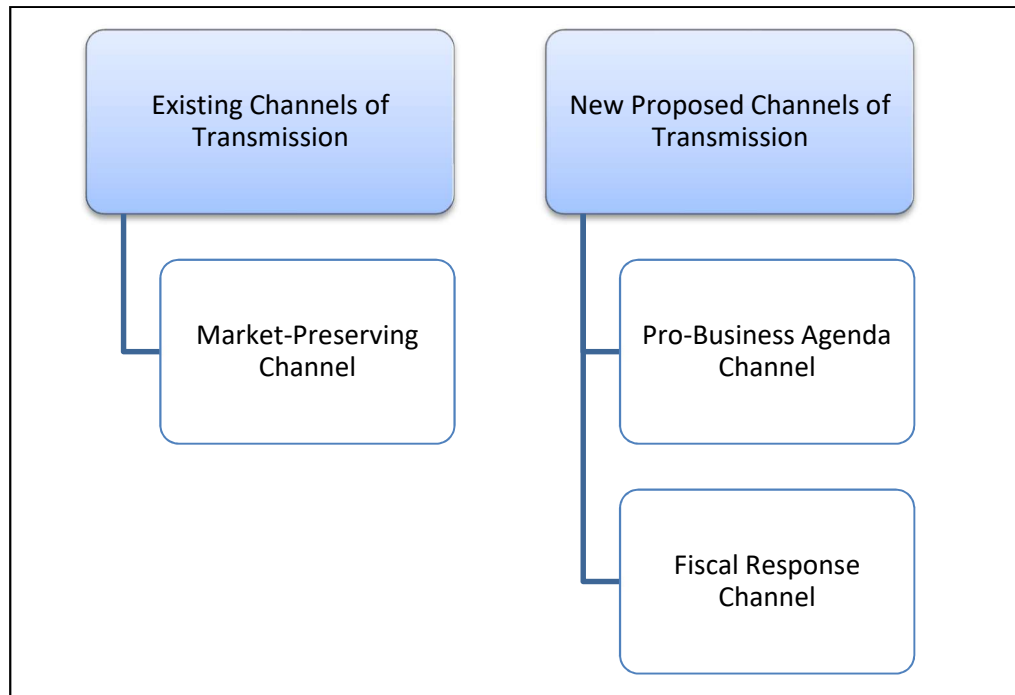 Existing Channels of
Transmission
Market-Preserving
Channel
New Proposed Channels of
Transmission
Pro-Business Agenda
Channel
Fiscal Response
Channel